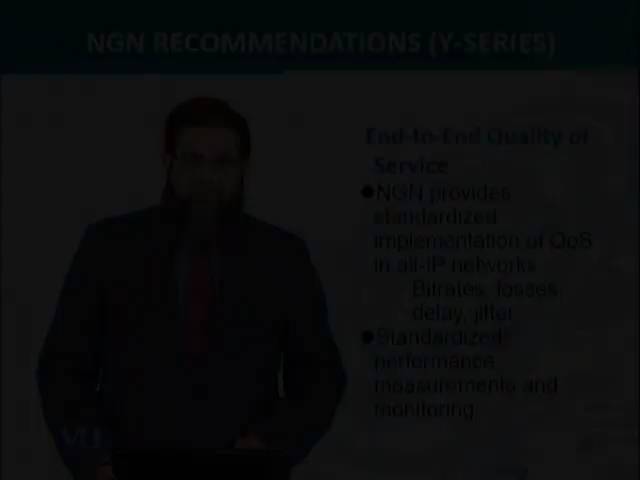 NGN RECOMMENDATIONS (Y-SERIES)
End-to-End Quality of
Service
●NGN provides
standardized
implementation of QoS
in all-IP networks
Bitrates, losses,
delay, jitter
●Standardized
performance
measurements and
monitoring
VU